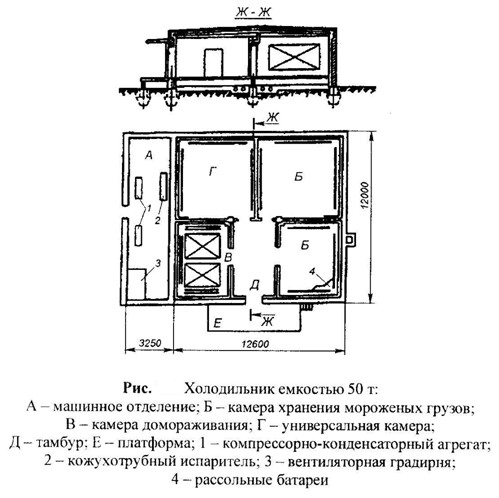 Ж - Ж
Ж
А
Г
Б
1
2
Б
В
3
4
Д
Ж
Е
12000
3250
12600
Рис. Холодильник емкостью 50 т:
А – машинное отделение; Б – камера хранения мороженых грузов;
В – камера домораживания; Г – универсальная камера;
Д – тамбур; Е – платформа; 1 – компрессорно-конденсаторный агрегат;
2 – кожухотрубный испаритель; 3 – вентиляторная градирня;
4 – рассольные батареи